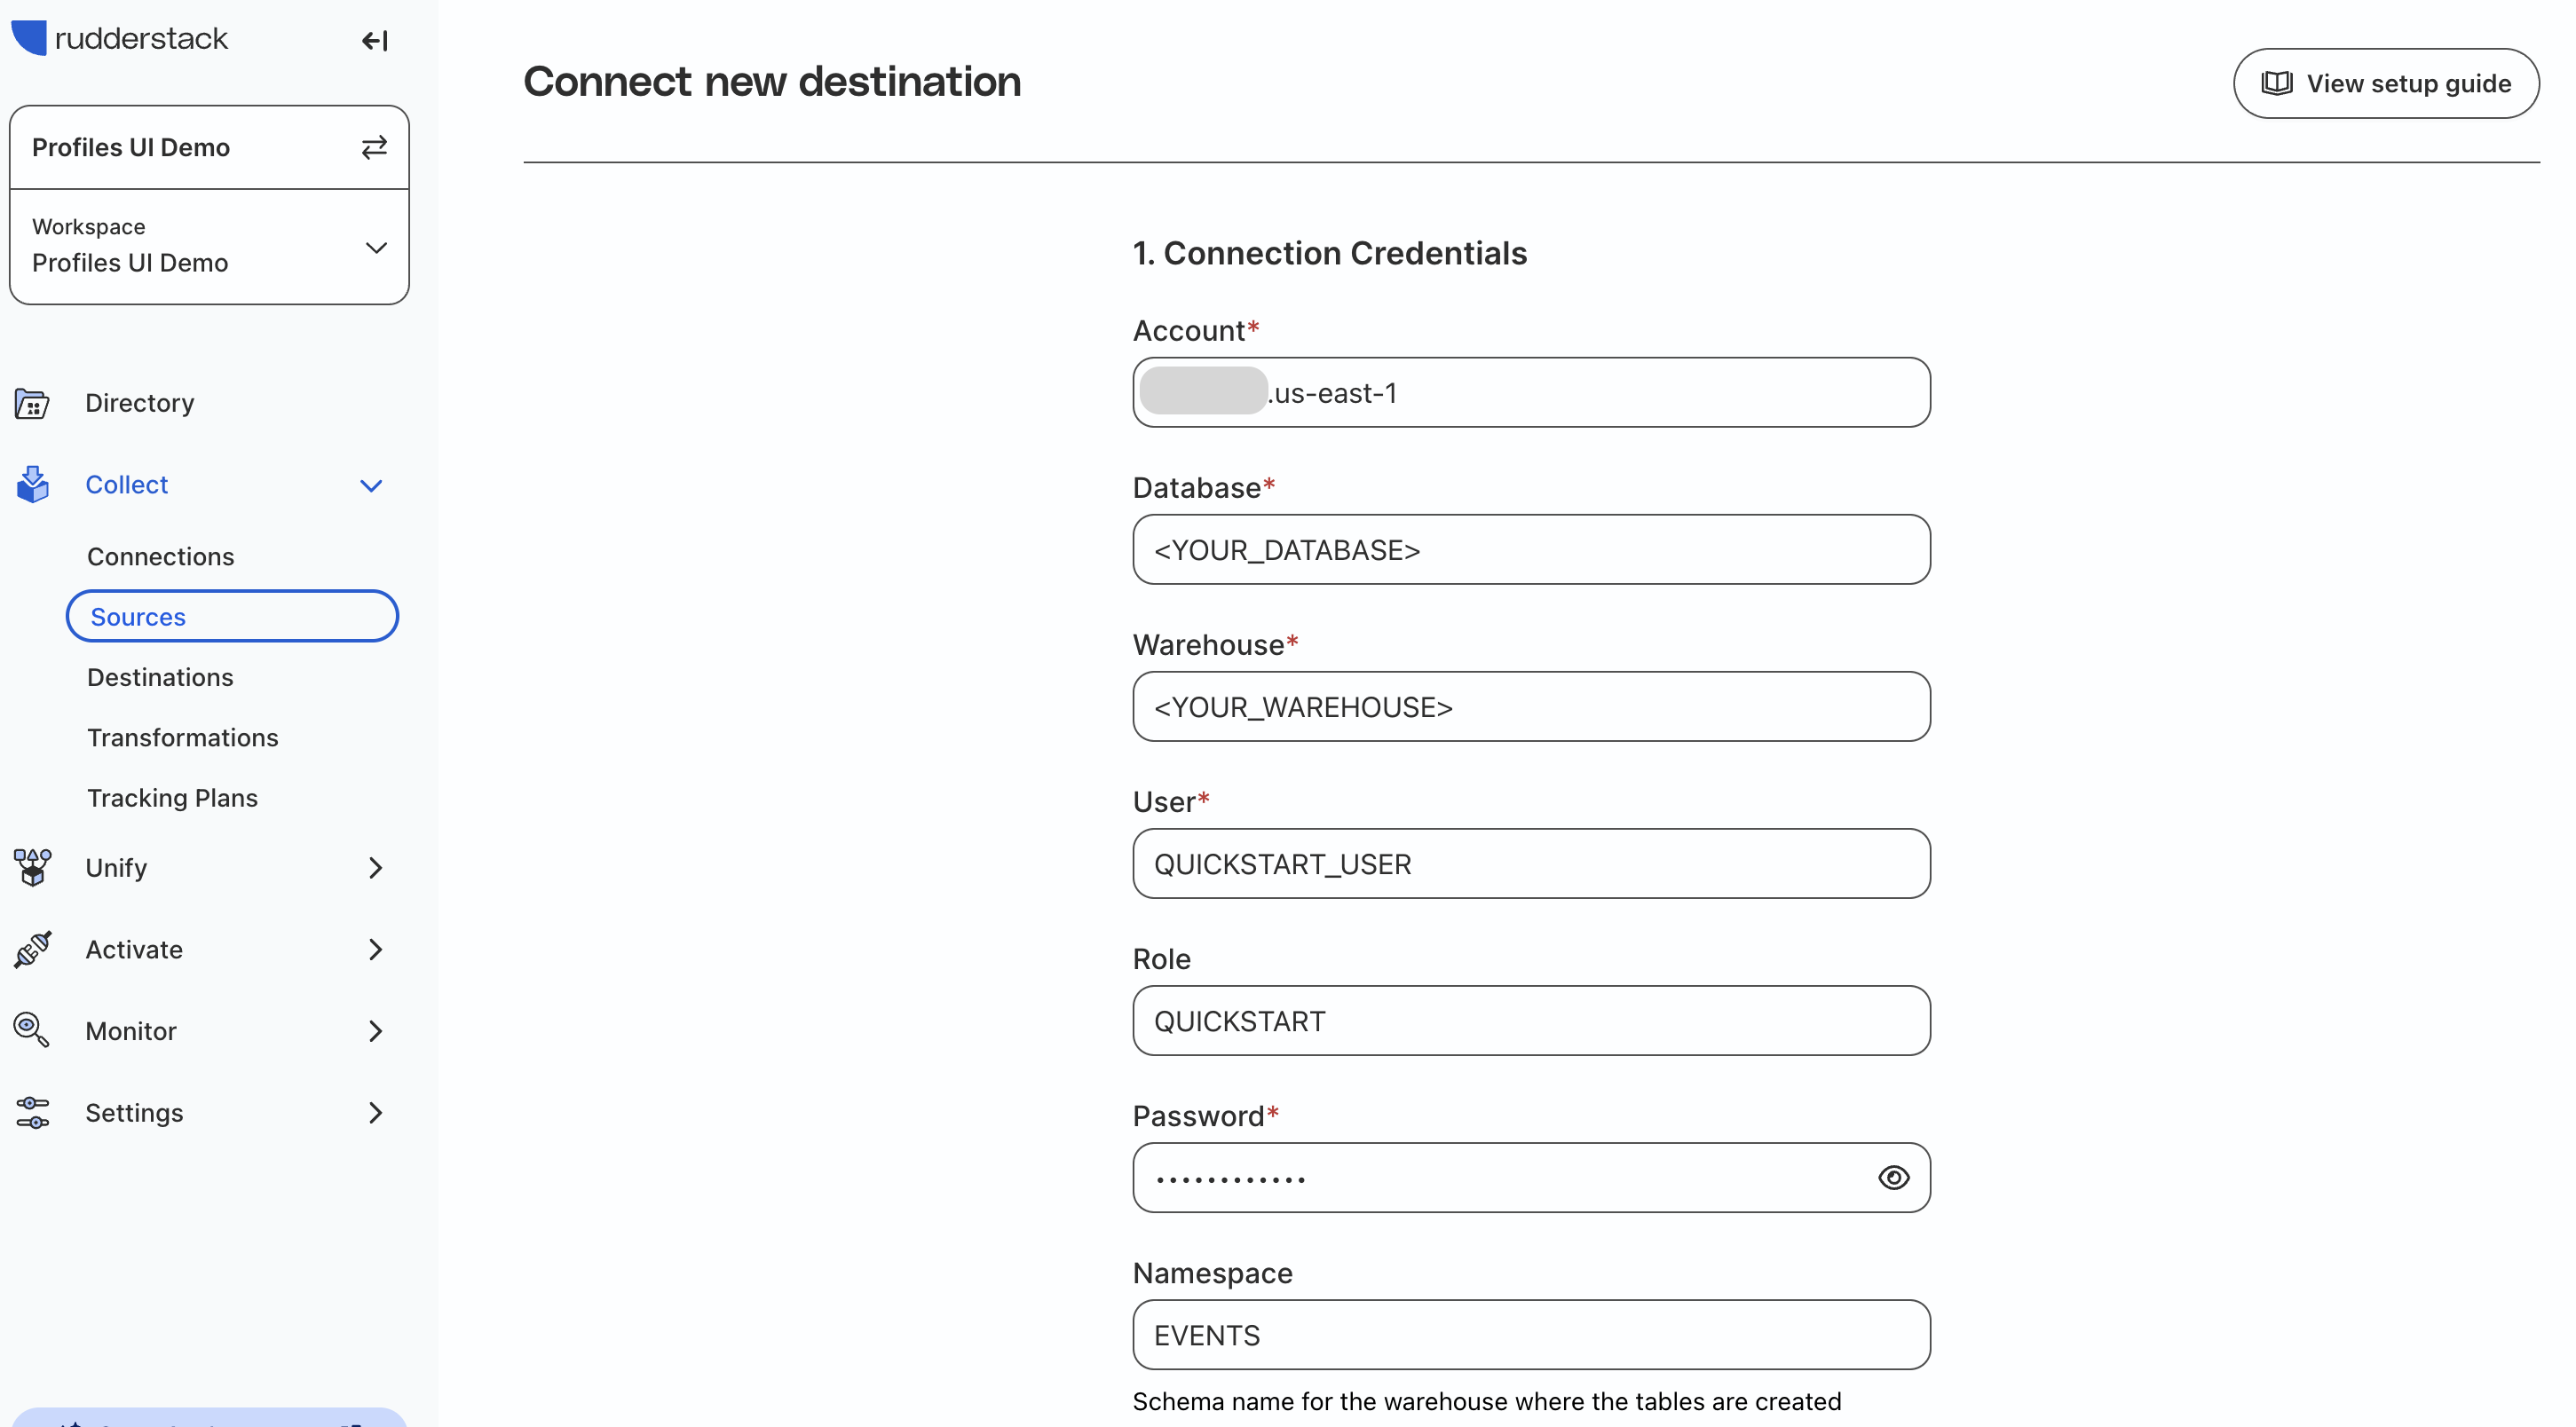 rudderstack
Profiles UI Demo
Workspace
Profiles UI Demo
Directory
Collect
Connections
Sources
Destinations
Transformations
Tracking Plans
Unify
Activate
Monitor
Settings
Connect new destination
View setup guide
1. Connection Credentials
Account*
.us-east-1
Database*
<YOUR_DATABASE>
Warehouse*
<YOUR_WAREHOUSE>
User*
QUICKSTART_USER
Role
QUICKSTART
Password*
••••••••••••
Namespace
EVENTS
Schema name for the warehouse where the tables are created